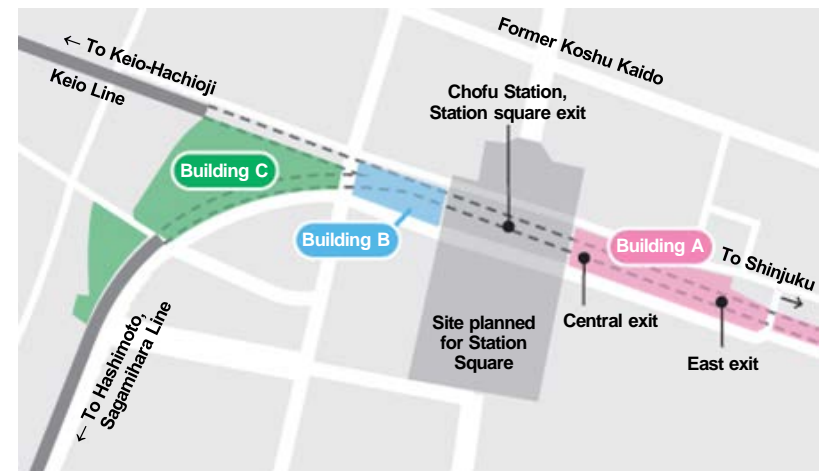 Former Koshu Kaido
← To Keio-Hachioji
Keio Line
Chofu Station,
Station square exit
Building C
Building B
Building A
To Shinjuku
→
Site planned
for Station
Square
Central exit
East exit
← To Hashimoto,
Sagamihara Line